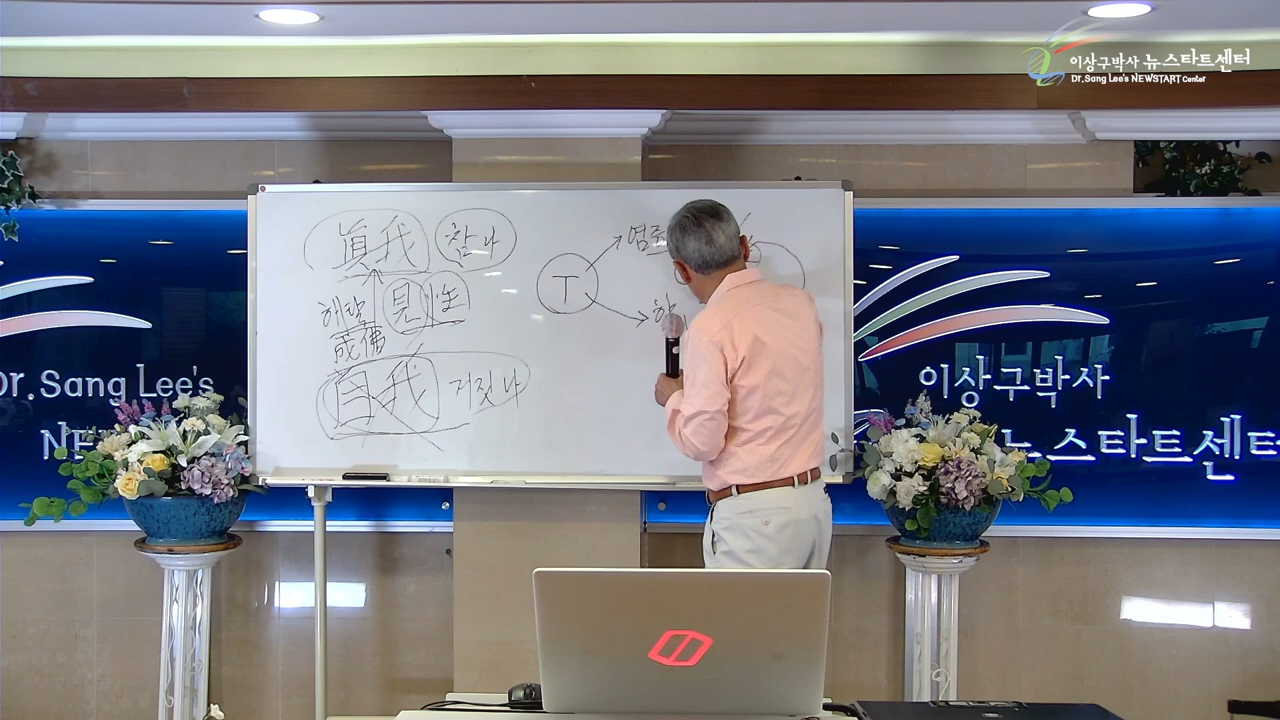 이상구박사 뉴스타트센터
Dr.Sang Lee's NEWSTART Center
眞我 참나
見性
해탈
成佛
自我 거짓나
T
염
Dr.Sang Lee's
NE
이상구박사
뉴스타트센터